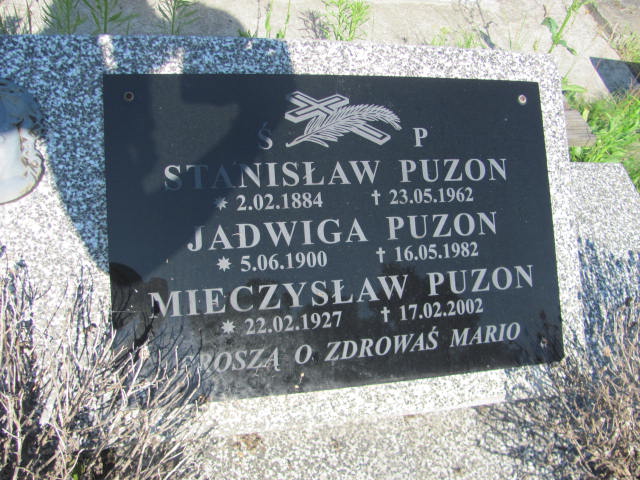 Ś P
STANISŁAW PUZON
* 2.02.1884 † 23.05.1962
JADWIGA PUZON
* 5.06.1900 † 16.05.1982
MIECZYSŁAW PUZON
* 22.02.1927 † 17.02.2002
PROSZĄ O ZDROWAŚ MARIO